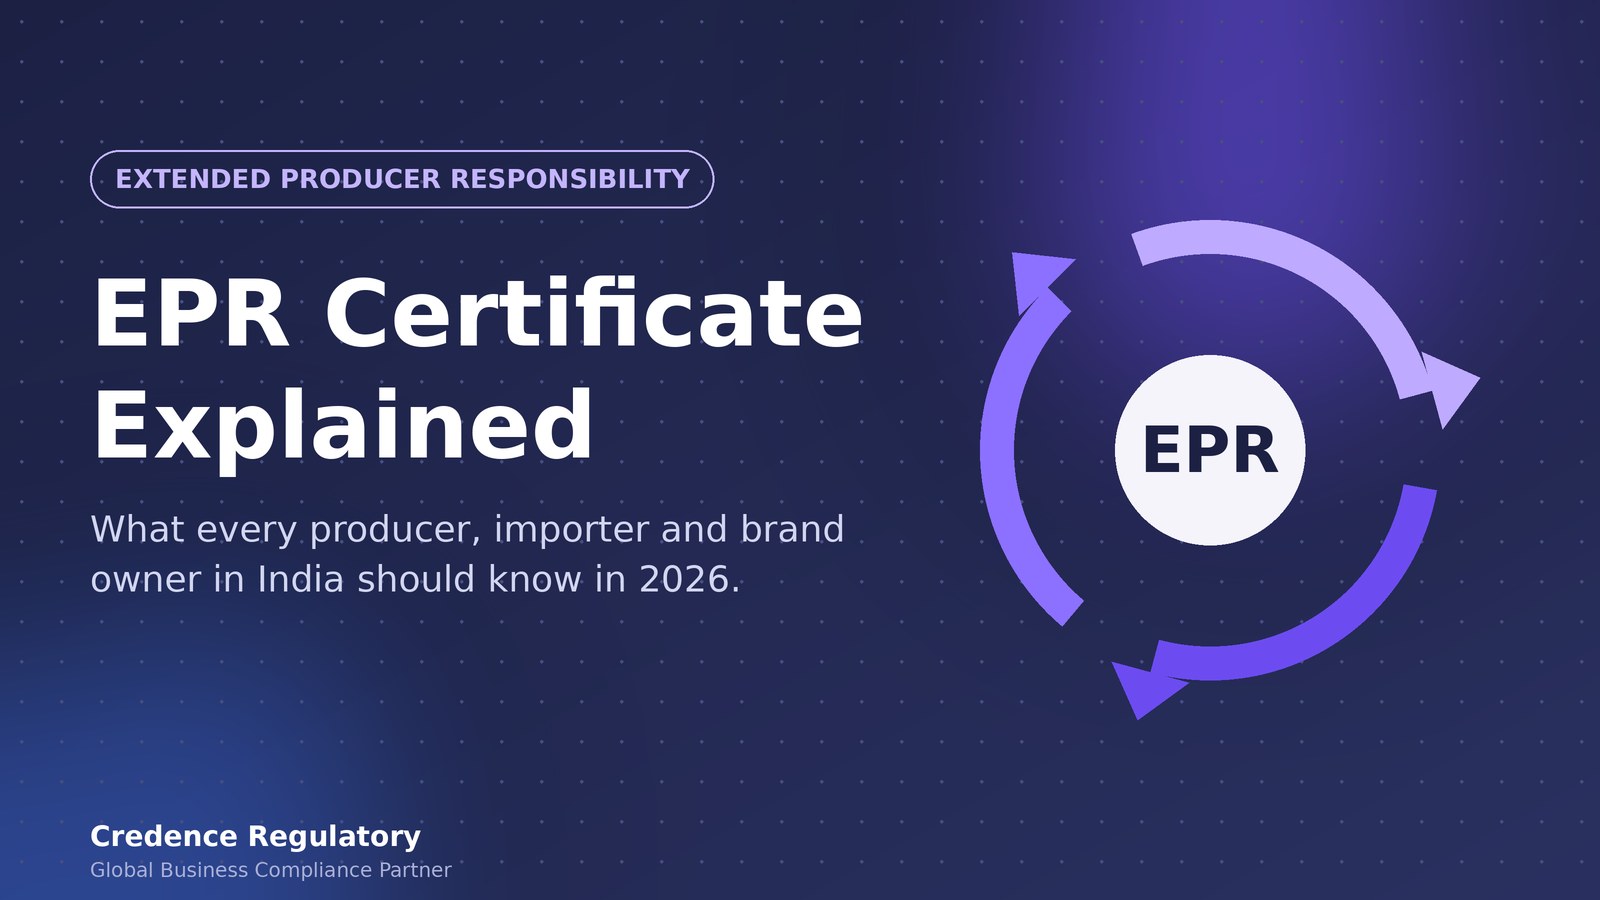 EXTENDED PRODUCER RESPONSIBILITY
EPR Certificate
Explained
What every producer, importer and brand
owner in India should know in 2026.
EPR
Credence Regulatory
Global Business Compliance Partner